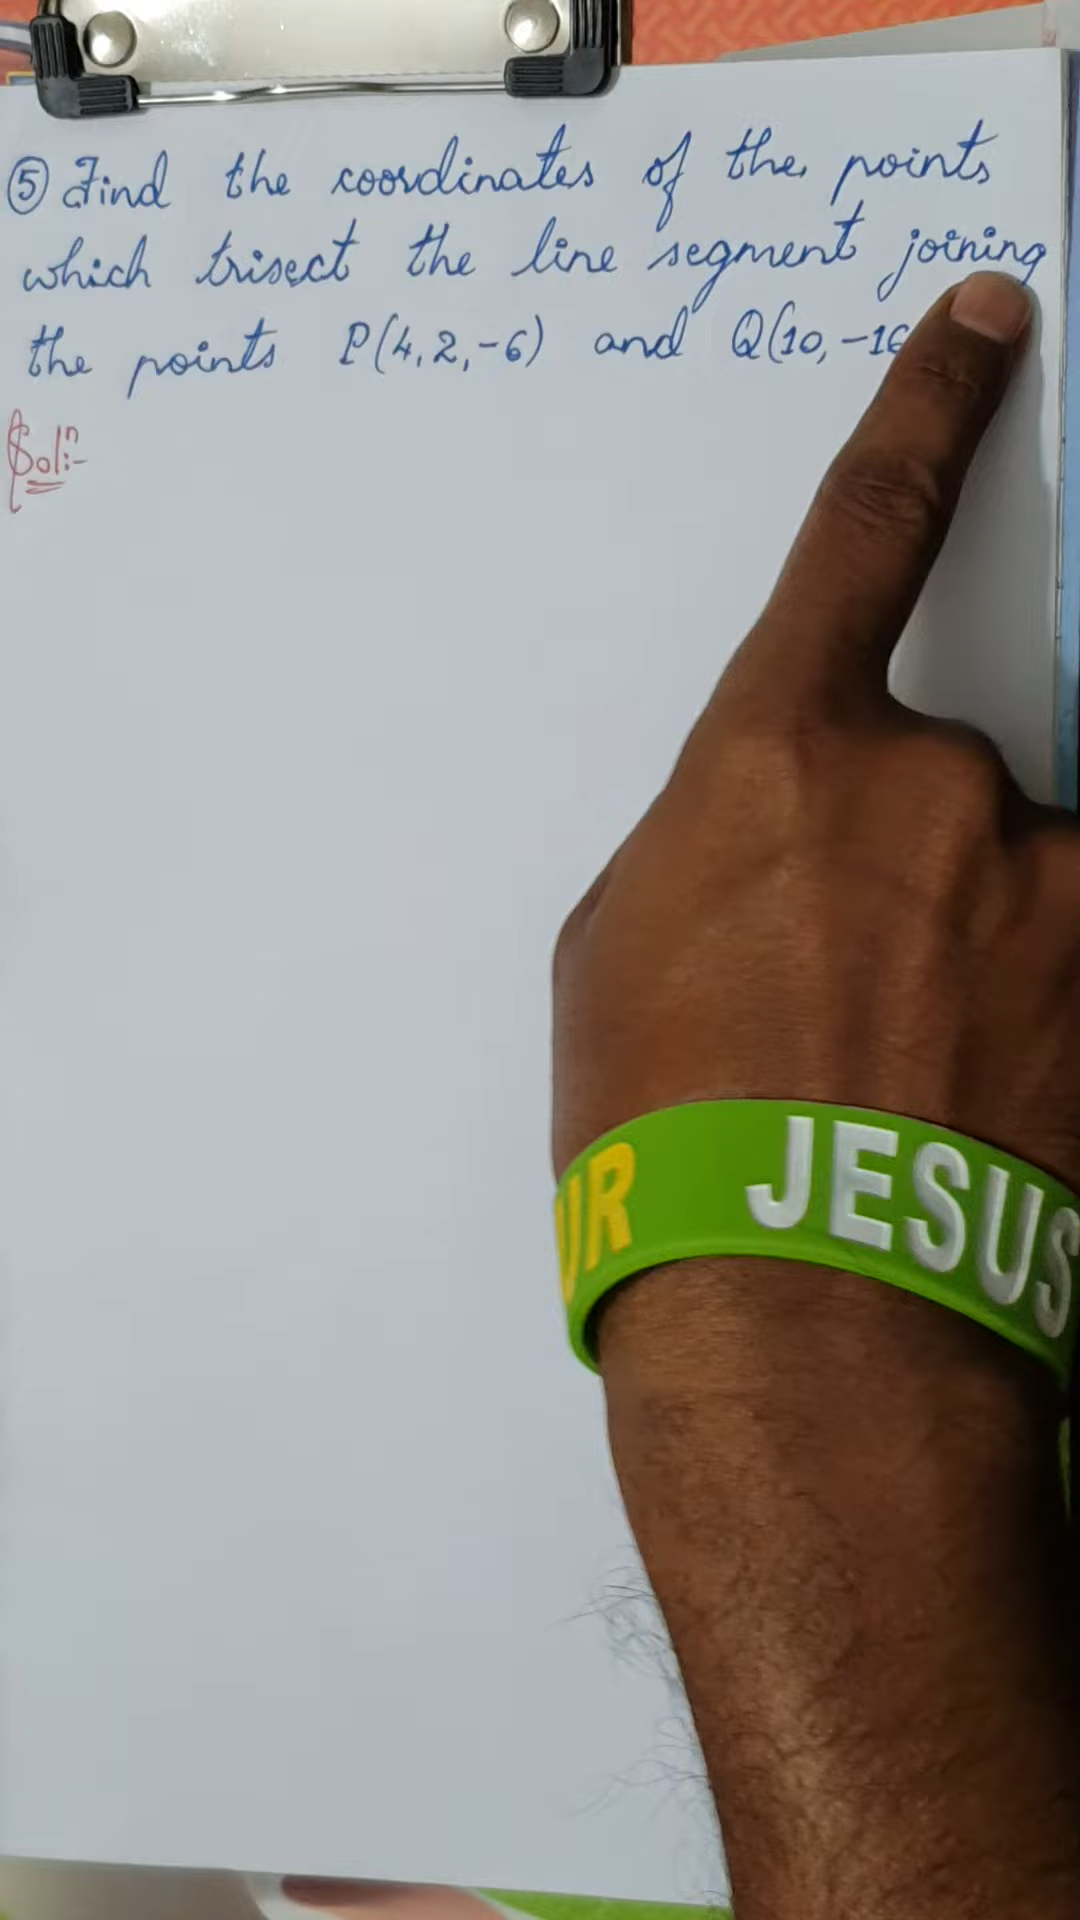 ⑤ Find the coordinates of the points
which trisect the line segment joining
the points P(4,2,-6) and Q(10,-16
Solⁿ:-
UR JESUS